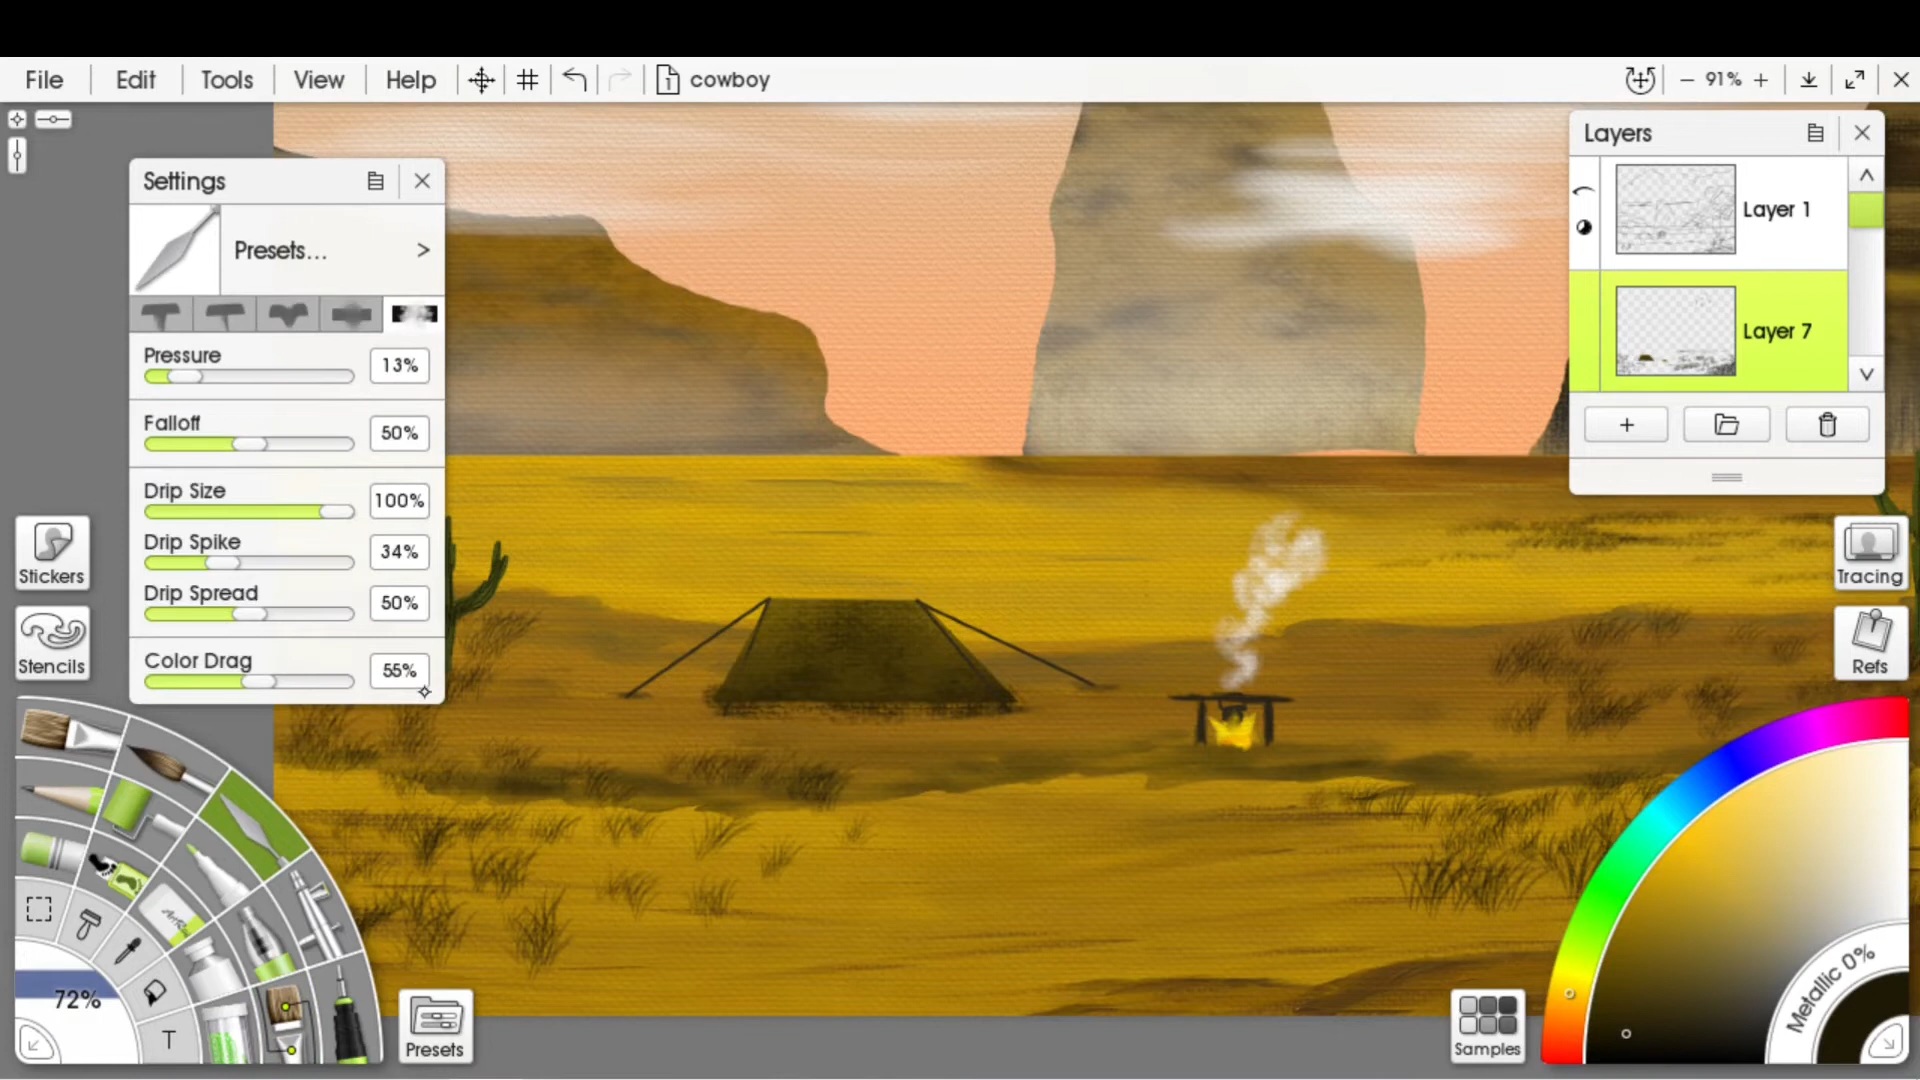 File Edit Tools View Help 1 cowboy 91%
Settings
Presets... >
Pressure 13%
Falloff 50%
Drip Size 100%
Drip Spike 34%
Drip Spread 50%
Color Drag 55%
Layers
Layer 1
Layer 7
Stickers
Stencils
Tracing
Refs
72%
T
Presets
Samples
Metallic 0%